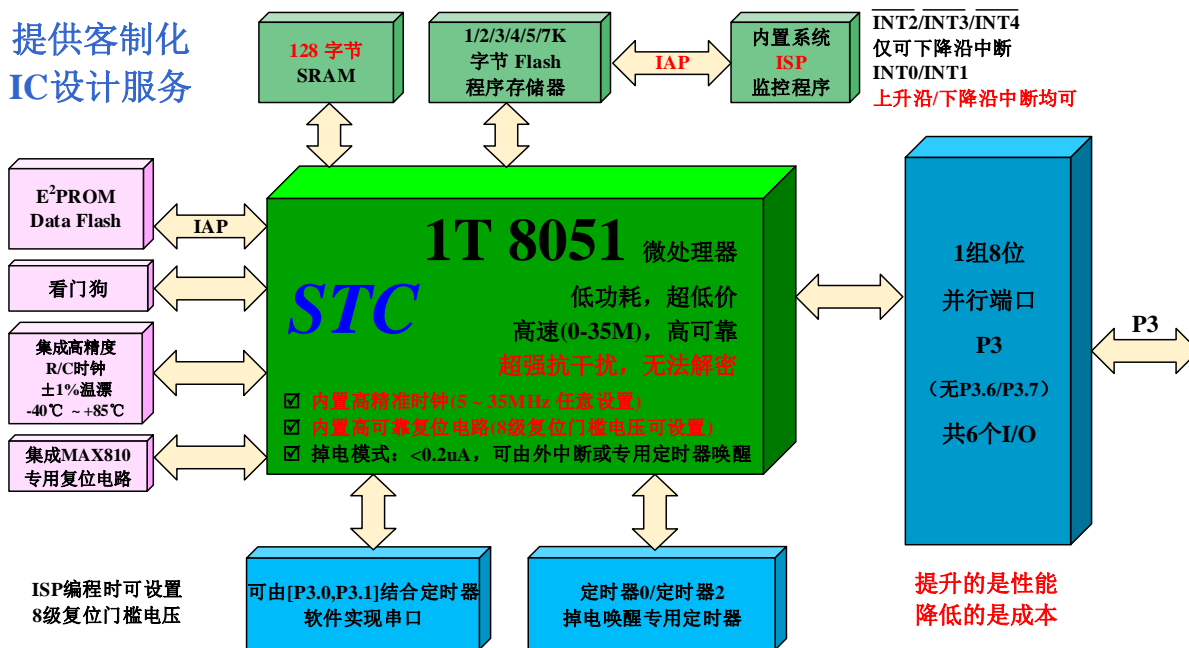 提供客制化
IC设计服务
128 字节
SRAM
1/2/3/4/5/7K
字节 Flash
程序存储器
IAP
内置系统
ISP
监控程序
INT2/INT3/INT4
仅可下降沿中断
INT0/INT1
上升沿/下降沿中断均可
E²PROM
Data Flash
IAP
看门狗
集成高精度
R/C时钟
±1%温漂
-40℃ ~ +85℃
集成MAX810
专用复位电路
1T 8051 微处理器
STC
低功耗，超低价
高速(0-35M)，高可靠
超强抗干扰，无法解密
☑ 内置高精准时钟(5 ~ 35MHz 任意设置)
☑ 内置高可靠复位电路(8级复位门槛电压可设置)
☑ 掉电模式：<0.2uA，可由外中断或专用定时器唤醒
1组8位
并行端口
P3
（无P3.6/P3.7）
共6个I/O
P3
ISP编程时可设置
8级复位门槛电压
可由[P3.0,P3.1]结合定时器
软件实现串口
定时器0/定时器2
掉电唤醒专用定时器
提升的是性能
降低的是成本